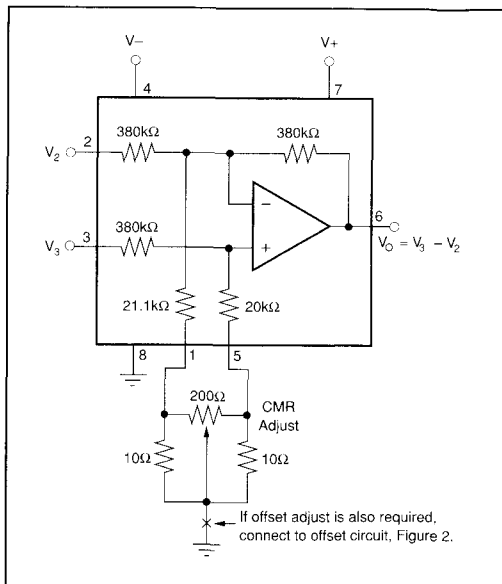 V− V+
4 7
380kΩ 380kΩ
V2 2
6
V3 3 380kΩ
− +
VO = V3 − V2
21.1kΩ 20kΩ
8 1 5
200Ω CMR
Adjust
10Ω 10Ω
If offset adjust is also required,
connect to offset circuit, Figure 2.